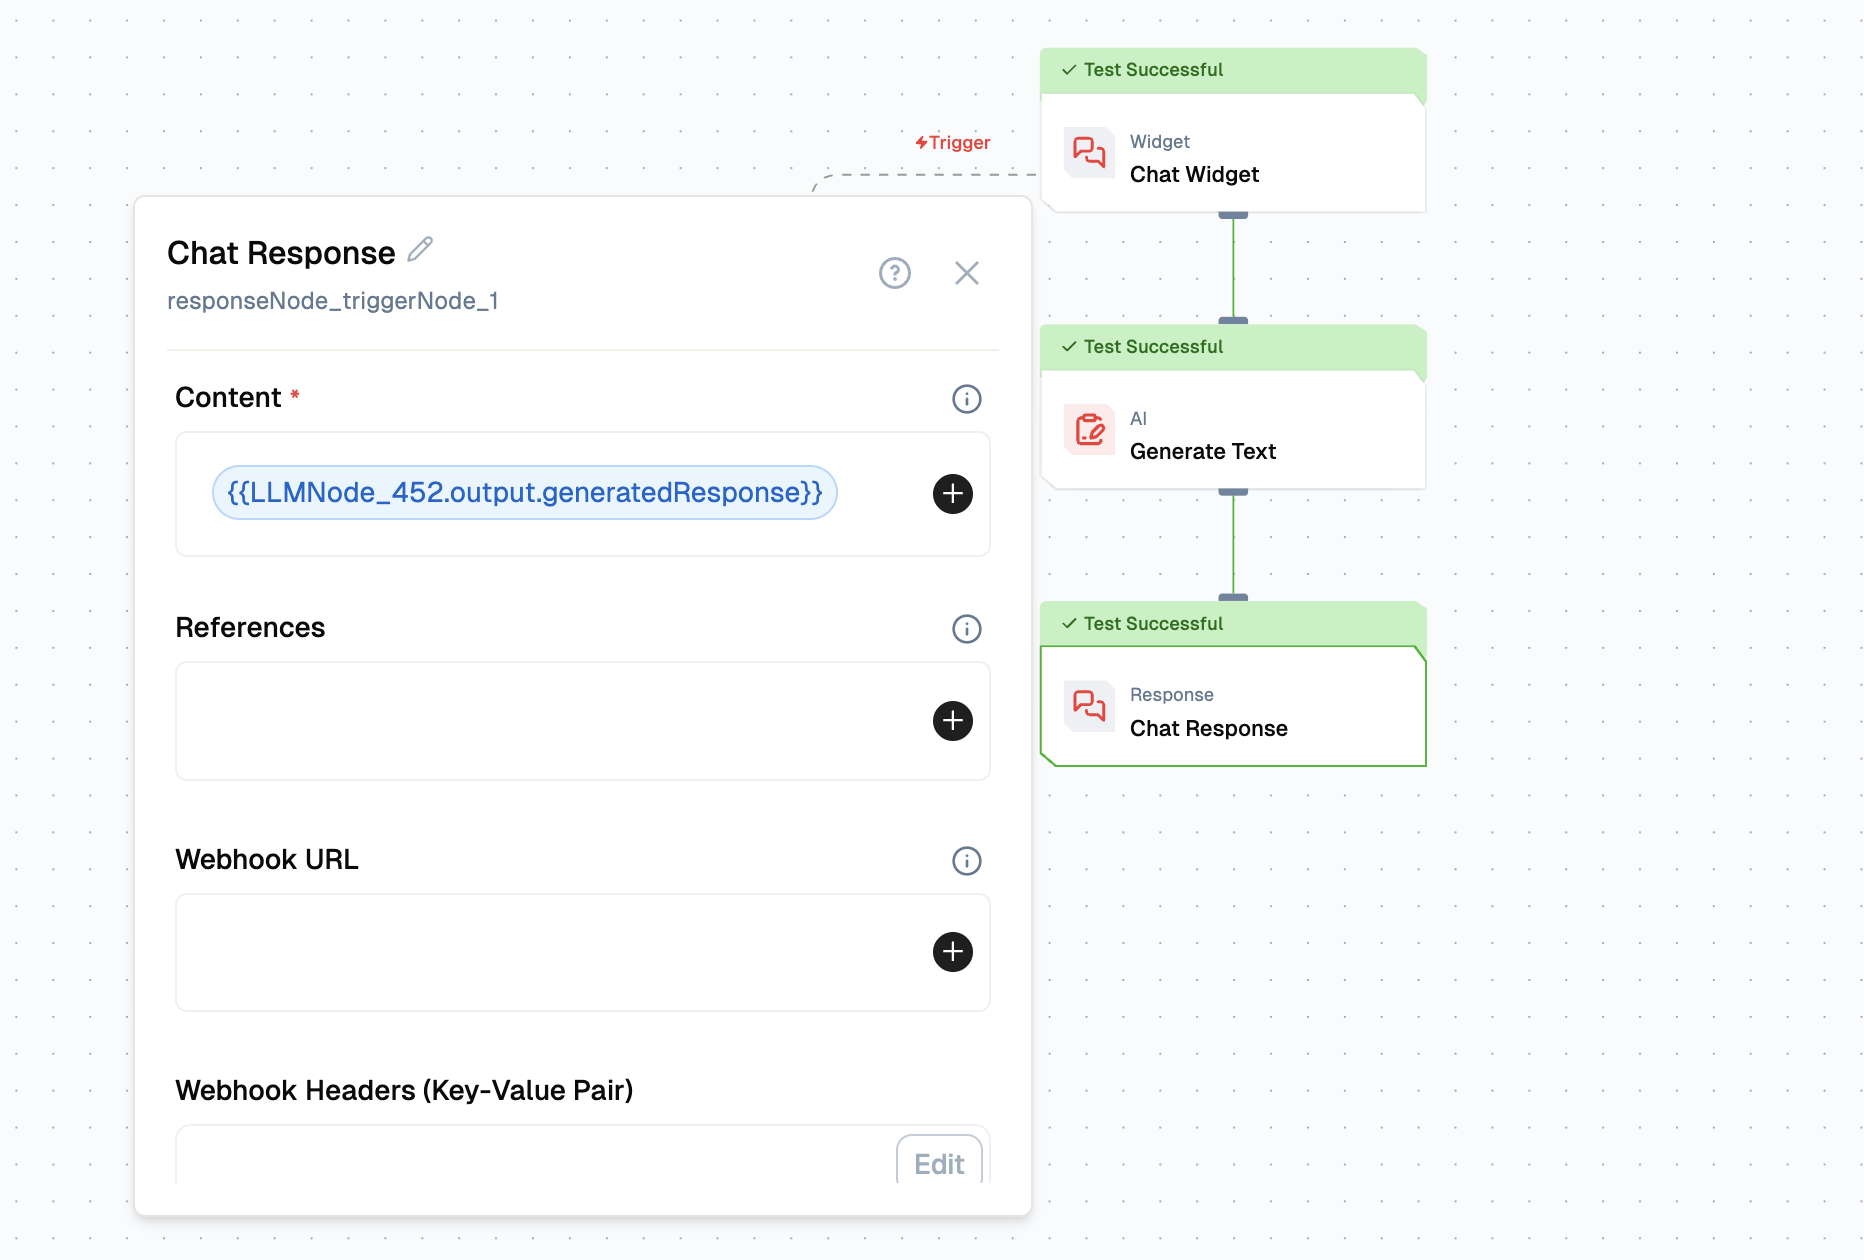 Test Successful
Trigger
Widget
Chat Widget
Chat Response
responseNode_triggerNode_1
Content *
{{LLMNode_452.output.generatedResponse}}
References
Webhook URL
Webhook Headers (Key-Value Pair)
Edit
Test Successful
AI
Generate Text
Test Successful
Response
Chat Response